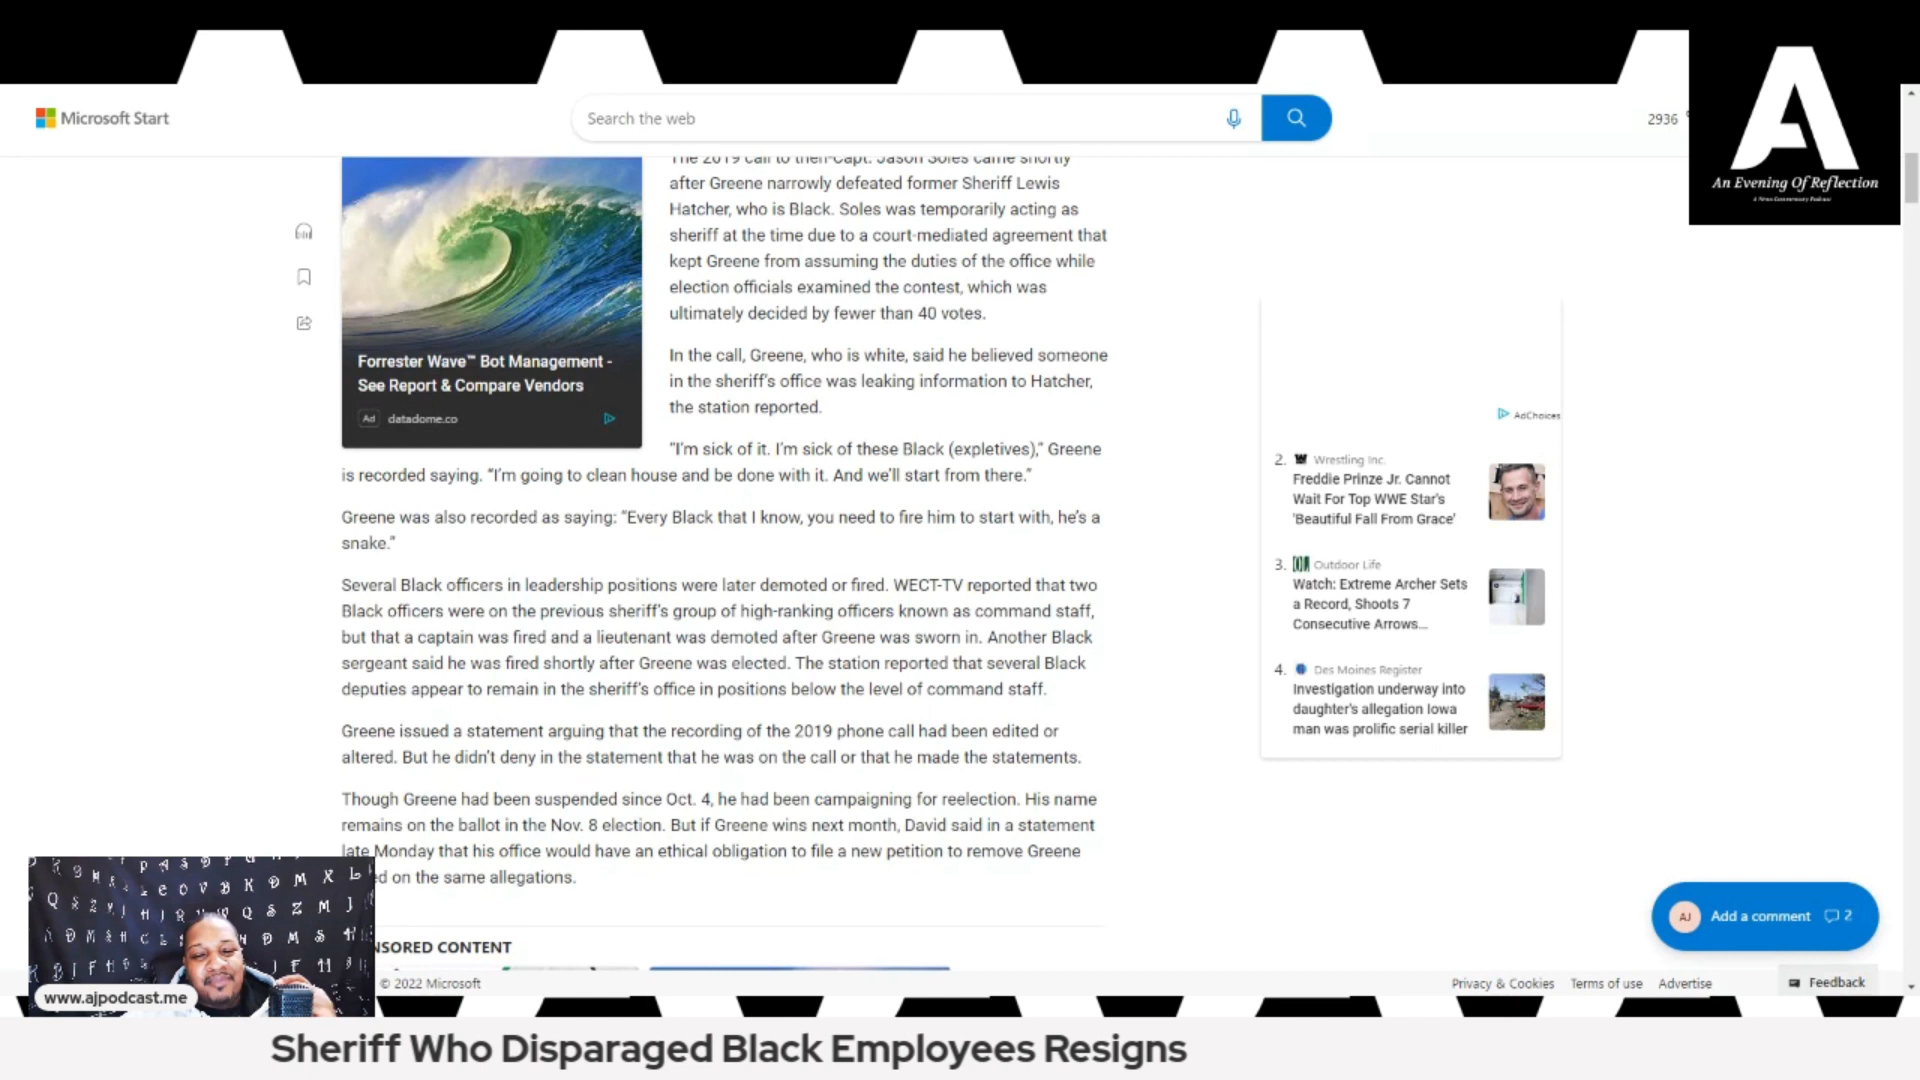 Microsoft Start
Search the web
2936
A
An Evening Of Reflection
A News Commentary Podcast
The 2019 call to then-Capt. Jason Soles came shortly
after Greene narrowly defeated former Sheriff Lewis
Hatcher, who is Black. Soles was temporarily acting as
sheriff at the time due to a court-mediated agreement that
kept Greene from assuming the duties of the office while
election officials examined the contest, which was
ultimately decided by fewer than 40 votes.
Forrester Wave™ Bot Management -
See Report & Compare Vendors
Ad datadome.co
In the call, Greene, who is white, said he believed someone
in the sheriff's office was leaking information to Hatcher,
the station reported.
"I'm sick of it. I'm sick of these Black (expletives)," Greene
is recorded saying. "I'm going to clean house and be done with it. And we'll start from there."
Greene was also recorded as saying: "Every Black that I know, you need to fire him to start with, he's a
snake."
Several Black officers in leadership positions were later demoted or fired. WECT-TV reported that two
Black officers were on the previous sheriff's group of high-ranking officers known as command staff,
but that a captain was fired and a lieutenant was demoted after Greene was sworn in. Another Black
sergeant said he was fired shortly after Greene was elected. The station reported that several Black
deputies appear to remain in the sheriff's office in positions below the level of command staff.
Greene issued a statement arguing that the recording of the 2019 phone call had been edited or
altered. But he didn't deny in the statement that he was on the call or that he made the statements.
Though Greene had been suspended since Oct. 4, he had been campaigning for reelection. His name
remains on the ballot in the Nov. 8 election. But if Greene wins next month, David said in a statement
late Monday that his office would have an ethical obligation to file a new petition to remove Greene
ed on the same allegations.
NSORED CONTENT
AdChoices
2. Wrestling Inc.
Freddie Prinze Jr. Cannot
Wait For Top WWE Star's
'Beautiful Fall From Grace'
3. Outdoor Life
Watch: Extreme Archer Sets
a Record, Shoots 7
Consecutive Arrows...
4. Des Moines Register
Investigation underway into
daughter's allegation Iowa
man was prolific serial killer
AJ Add a comment 2
© 2022 Microsoft
Privacy & Cookies Terms of use Advertise
Feedback
www.ajpodcast.me
Sheriff Who Disparaged Black Employees Resigns